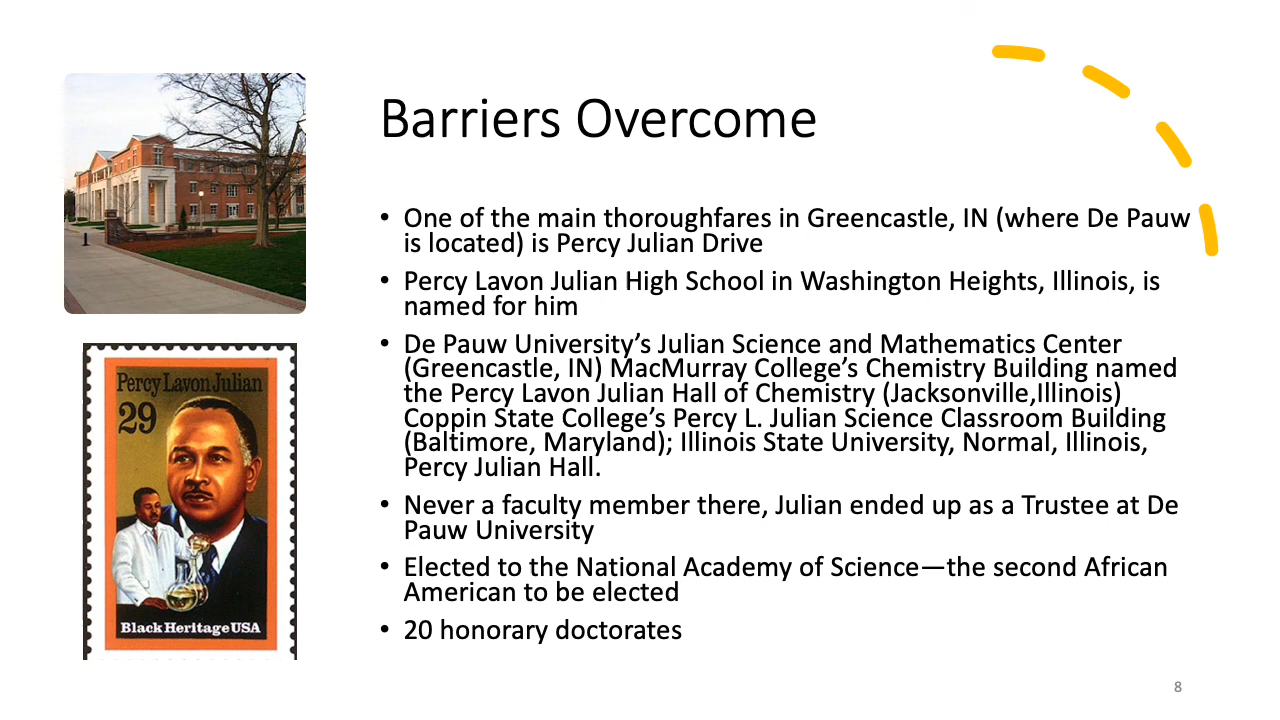 Barriers Overcome
• One of the main thoroughfares in Greencastle, IN (where De Pauw
is located) is Percy Julian Drive
• Percy Lavon Julian High School in Washington Heights, Illinois, is
named for him
• De Pauw University’s Julian Science and Mathematics Center
(Greencastle, IN) MacMurray College’s Chemistry Building named
the Percy Lavon Julian Hall of Chemistry (Jacksonville,Illinois)
Coppin State College’s Percy L. Julian Science Classroom Building
(Baltimore, Maryland); Illinois State University, Normal, Illinois,
Percy Julian Hall.
• Never a faculty member there, Julian ended up as a Trustee at De
Pauw University
• Elected to the National Academy of Science—the second African
American to be elected
• 20 honorary doctorates
Percy Lavon Julian
29
Black Heritage USA
8